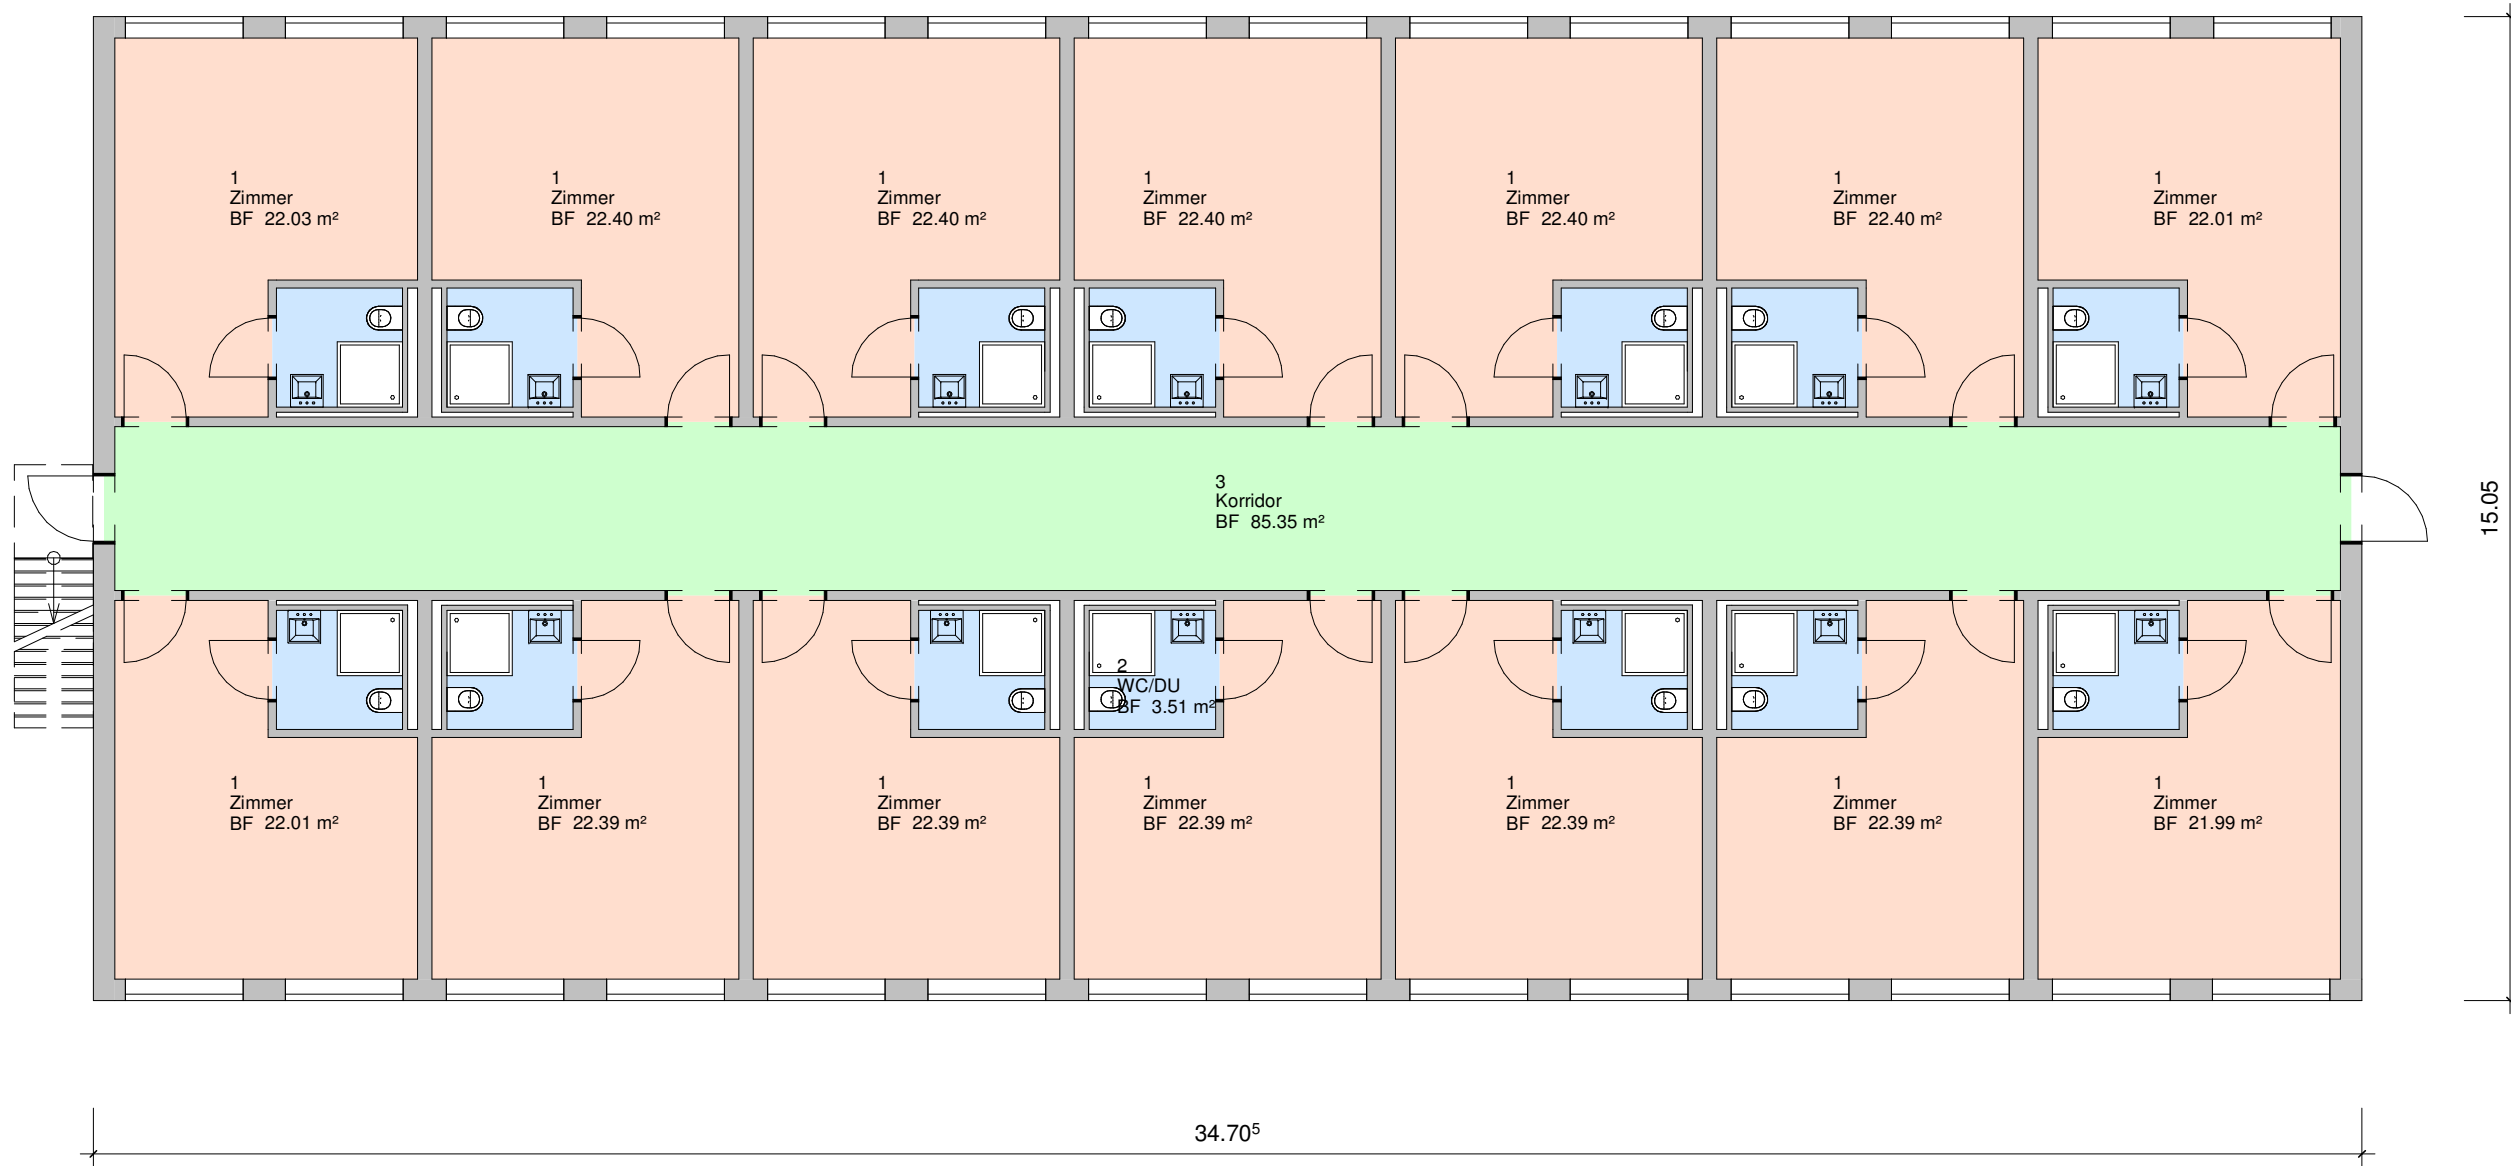 1
Zimmer
BF 22.03 m²
1
Zimmer
BF 22.40 m²
1
Zimmer
BF 22.40 m²
1
Zimmer
BF 22.40 m²
1
Zimmer
BF 22.40 m²
1
Zimmer
BF 22.40 m²
1
Zimmer
BF 22.01 m²
3
Korridor
BF 85.35 m²
15.05
2
WC/DU
BF 3.51 m²
1
Zimmer
BF 22.01 m²
1
Zimmer
BF 22.39 m²
1
Zimmer
BF 22.39 m²
1
Zimmer
BF 22.39 m²
1
Zimmer
BF 22.39 m²
1
Zimmer
BF 22.39 m²
1
Zimmer
BF 21.99 m²
34.70⁵